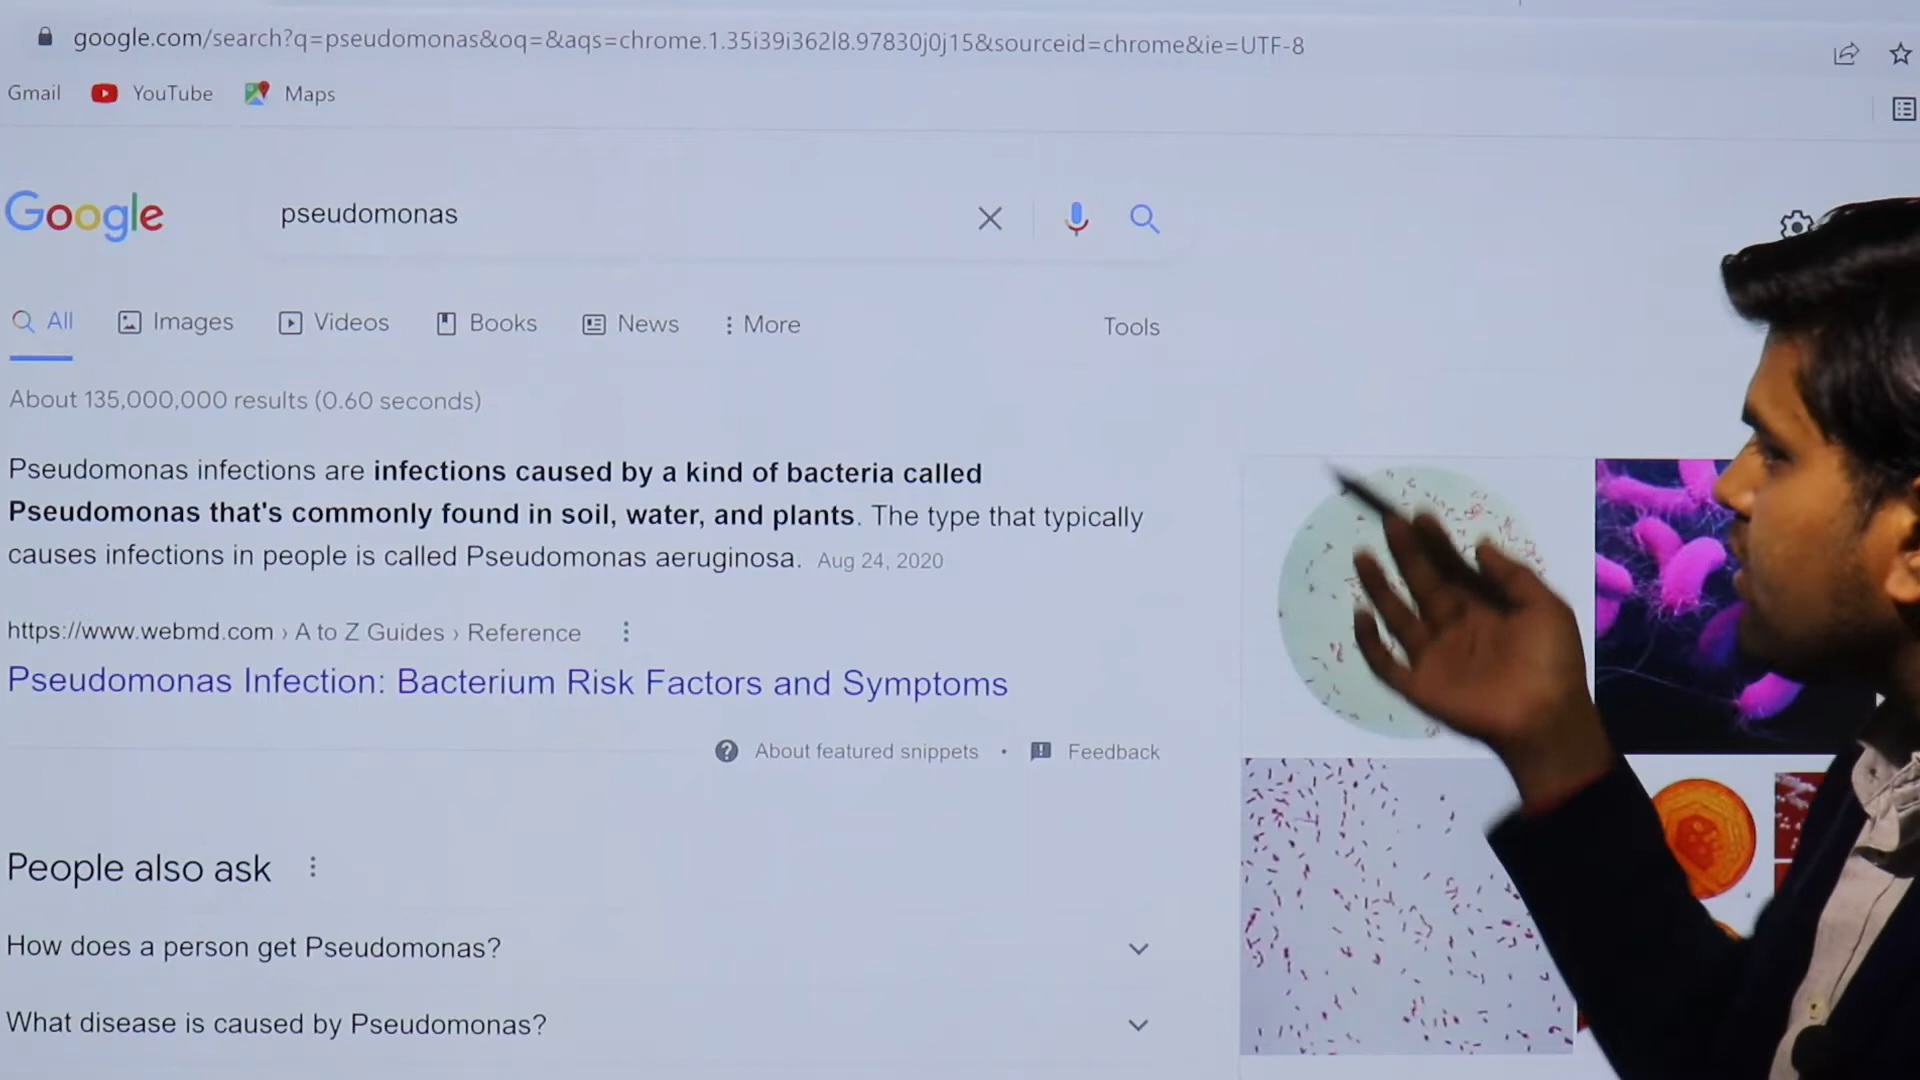 google.com/search?q=pseudomonas&oq=&aqs=chrome.1.35i39i362l8.97830j0j15&sourceid=chrome&ie=UTF-8
Gmail YouTube Maps
Google pseudomonas
All Images Videos Books News More Tools
About 135,000,000 results (0.60 seconds)
Pseudomonas infections are infections caused by a kind of bacteria called
Pseudomonas that's commonly found in soil, water, and plants. The type that typically
causes infections in people is called Pseudomonas aeruginosa. Aug 24, 2020
https://www.webmd.com › A to Z Guides › Reference
Pseudomonas Infection: Bacterium Risk Factors and Symptoms
About featured snippets • Feedback
People also ask
How does a person get Pseudomonas?
What disease is caused by Pseudomonas?